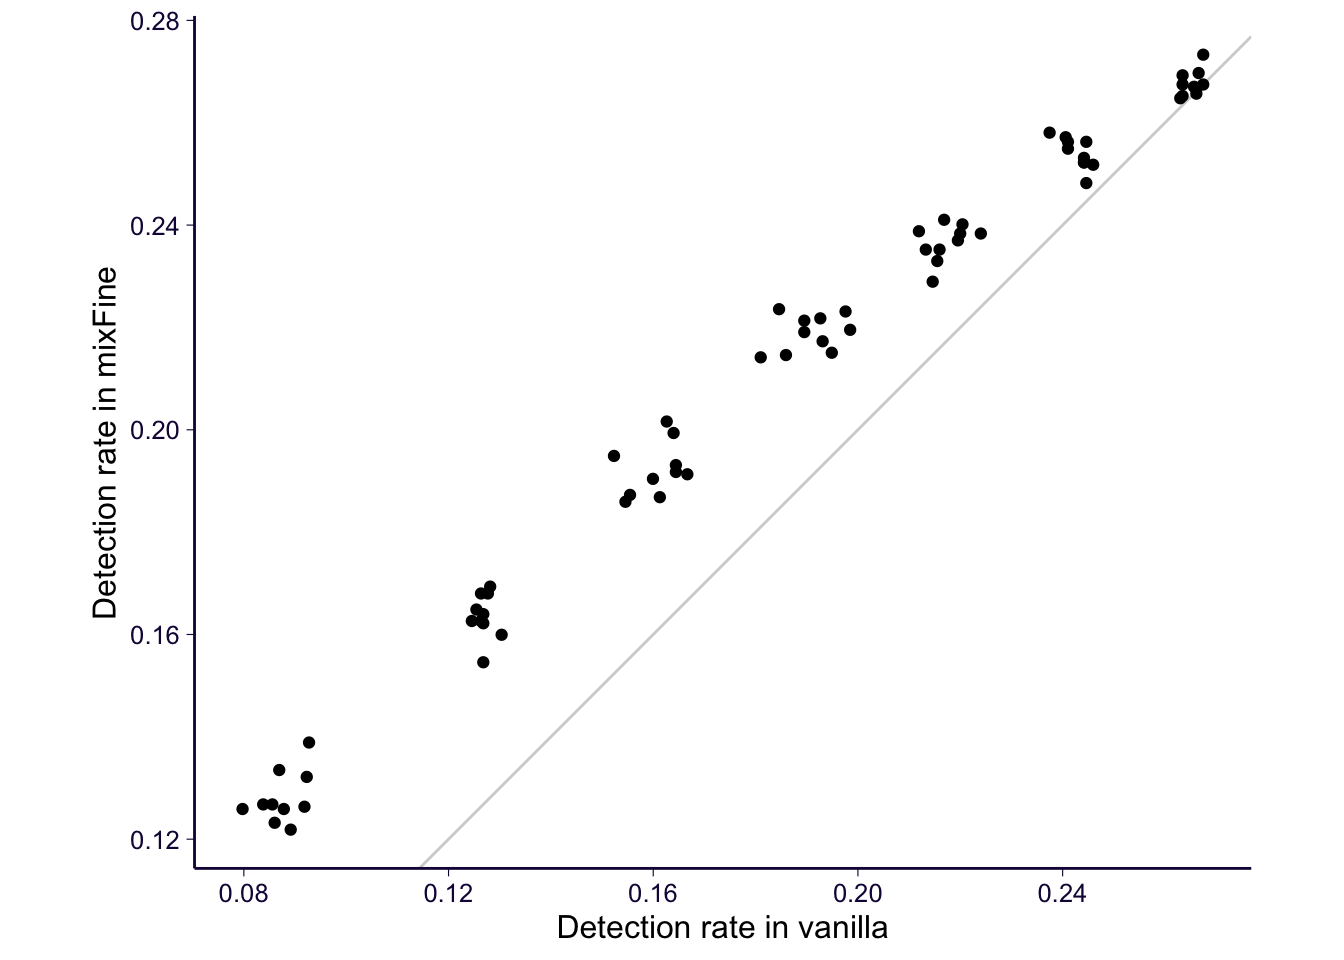 0.28
0.24
0.20
0.16
0.12
Detection rate in mixFine
0.08 0.12 0.16 0.20 0.24
Detection rate in vanilla